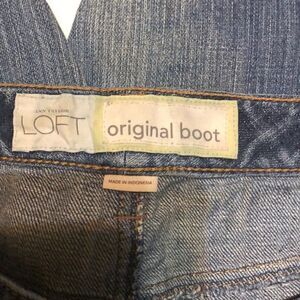 ANN TAYLOR
LOFT
original boot
MADE IN INDONESIA